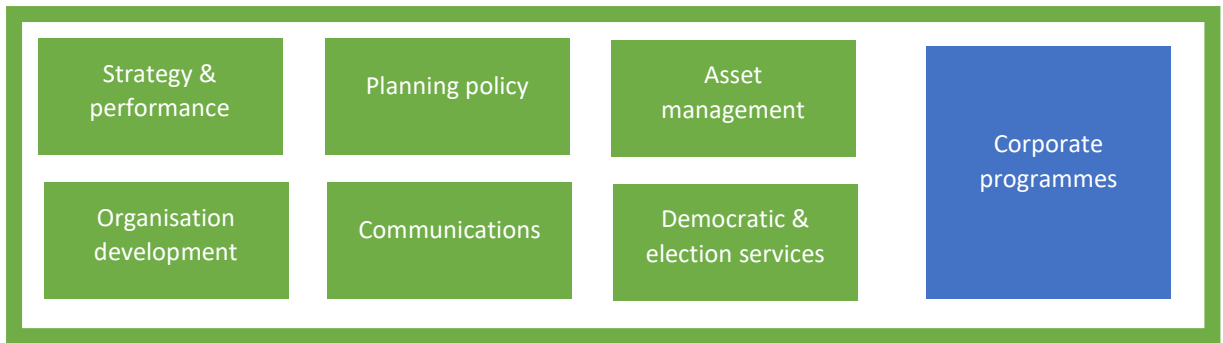 Strategy &
performance
Planning policy
Asset
management
Corporate
programmes
Organisation
development
Communications
Democratic &
election services